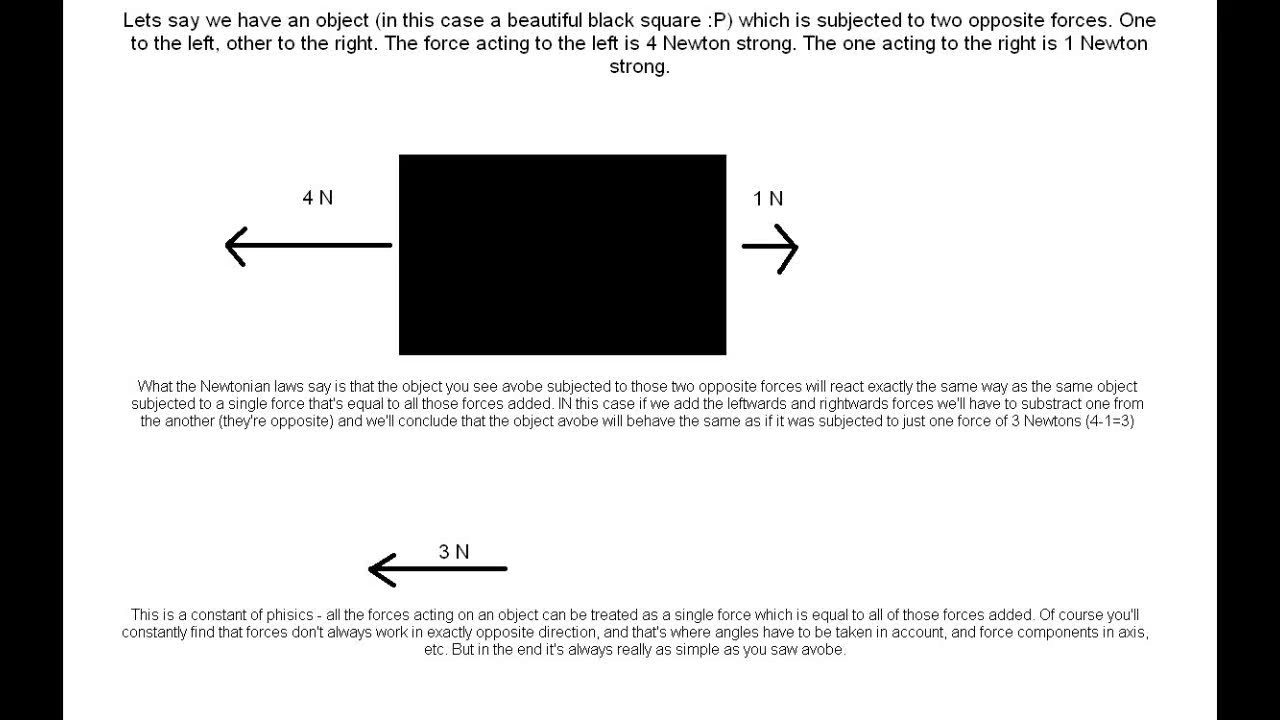 Lets say we have an object (in this case a beautiful black square :P) which is subjected to two opposite forces. One
to the left, other to the right. The force acting to the left is 4 Newton strong. The one acting to the right is 1 Newton
strong.
4 N
1 N
What the Newtonian laws say is that the object you see avobe subjected to those two opposite forces will react exactly the same way as the same object
subjected to a single force that's equal to all those forces added. IN this case if we add the leftwards and rightwards forces we'll have to substract one from
the another (they're opposite) and we'll conclude that the object avobe will behave the same as if it was subjected to just one force of 3 Newtons (4-1=3)
3 N
This is a constant of phisics - all the forces acting on an object can be treated as a single force which is equal to all of those forces added. Of course you'll
constantly find that forces don't always work in exactly opposite direction, and that's where angles have to be taken in account, and force components in axis,
etc. But in the end it's always really as simple as you saw avobe.